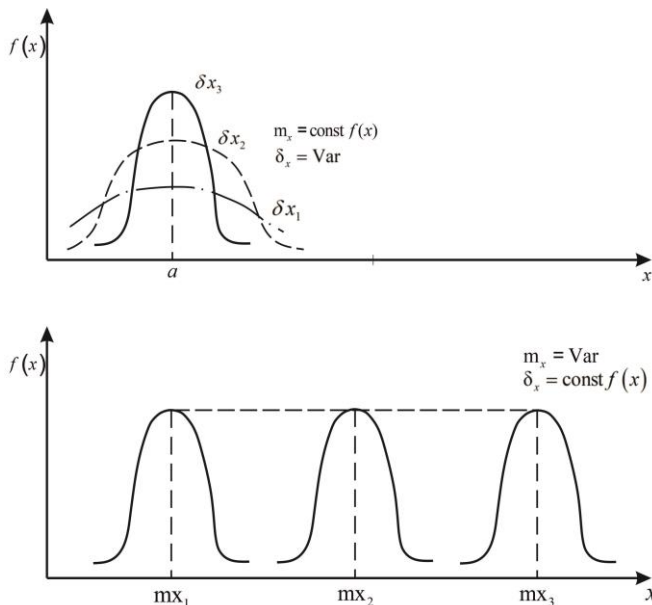 f(x)
δx₃
δx₂
mₓ = const f(x)
δₓ = Var
δx₁
a
x
f(x)
mₓ = Var
δₓ = const f(x)
mx₁
mx₂
mx₃
x